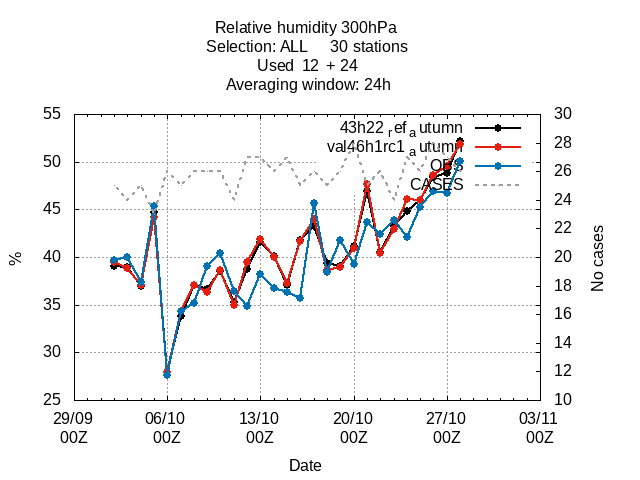 Relative humidity 300hPa
Selection: ALL 30 stations
Used 12 + 24
Averaging window: 24h
55
50
45
40
35
30
25
%
30
28
26
24
22
20
18
16
14
12
10
No cases
43h22_ref_autumn
val46h1rc1_autumn
OBS
CASES
29/09 06/10 13/10 20/10 27/10 03/11
00Z 00Z 00Z 00Z 00Z 00Z
Date